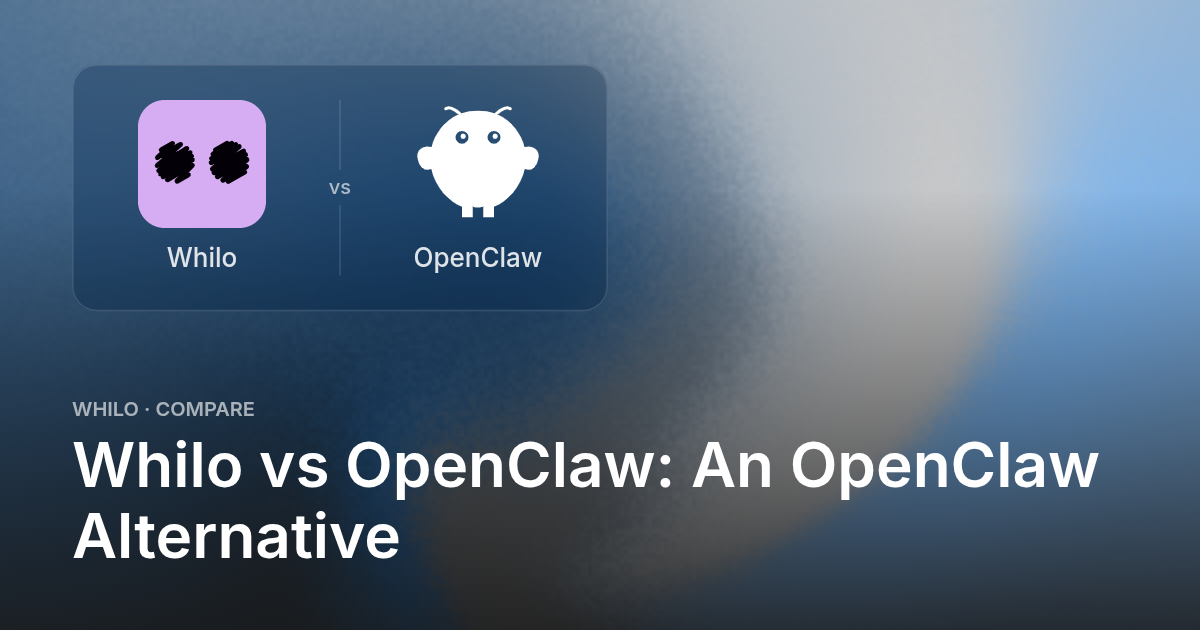 Whilo
vs
OpenClaw
WHILO · COMPARE
Whilo vs OpenClaw: An OpenClaw
Alternative